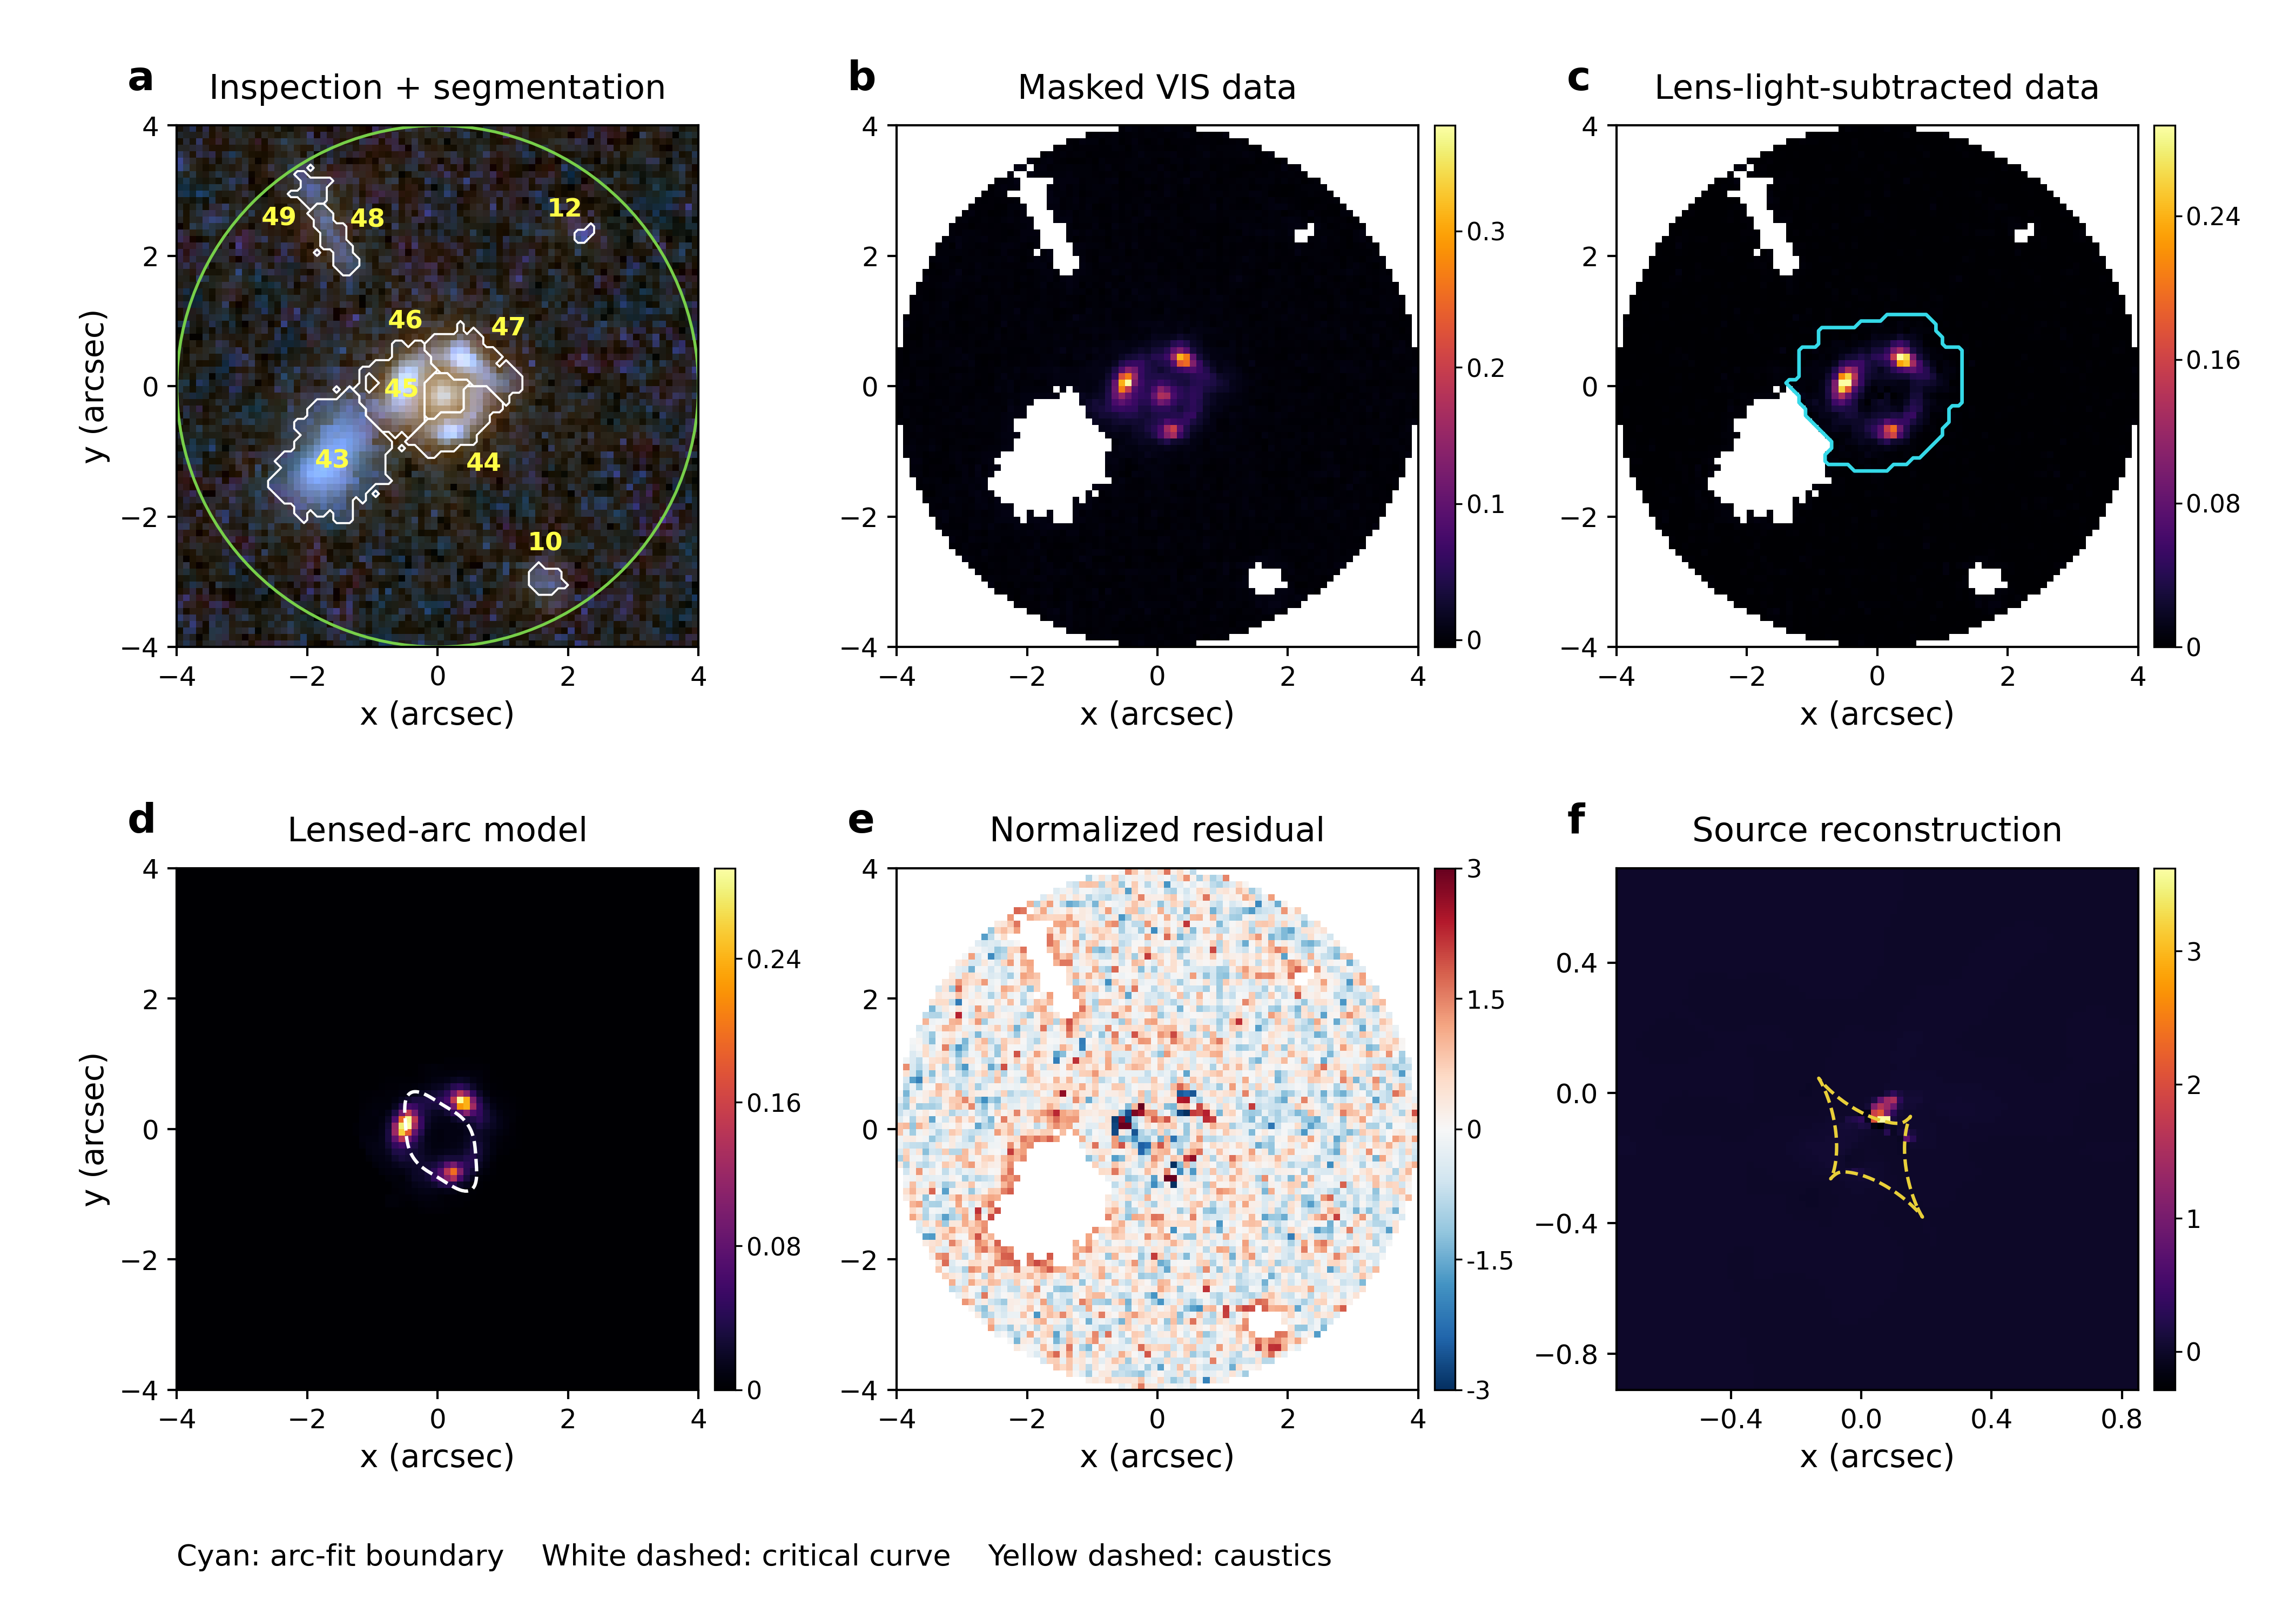 a Inspection + segmentation
b Masked VIS data
c Lens-light-subtracted data
4
2
0
−2
−4
y (arcsec)
49
48
12
46
47
45
43
44
10
−4 −2 0 2 4
x (arcsec)
4
2
0
−2
−4
−4 −2 0 2 4
x (arcsec)
0.3
0.2
0.1
0
4
2
0
−2
−4
−4 −2 0 2 4
x (arcsec)
0.24
0.16
0.08
0
d Lensed-arc model
e Normalized residual
f Source reconstruction
4
2
0
−2
−4
y (arcsec)
−4 −2 0 2 4
x (arcsec)
0.24
0.16
0.08
0
4
2
0
−2
−4
−4 −2 0 2 4
x (arcsec)
3
1.5
0
-1.5
-3
0.4
0.0
−0.4
−0.8
−0.4 0.0 0.4 0.8
x (arcsec)
3
2
1
0
Cyan: arc-fit boundary White dashed: critical curve Yellow dashed: caustics